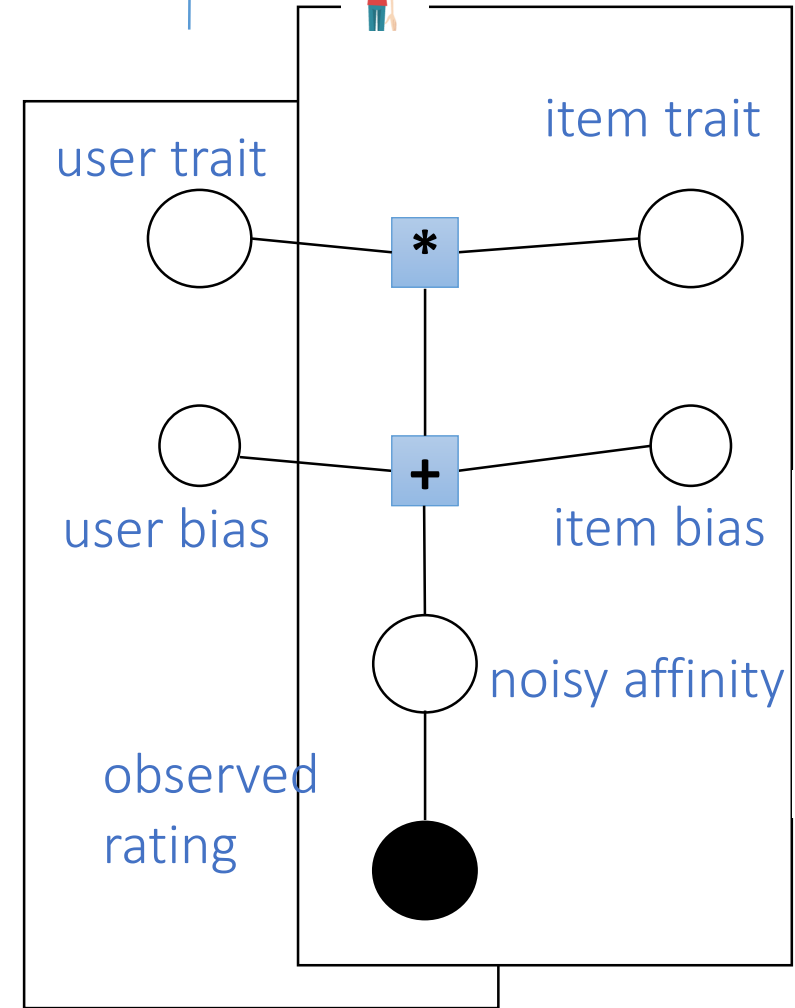 user trait
item trait
*
+
user bias
item bias
noisy affinity
observed
rating